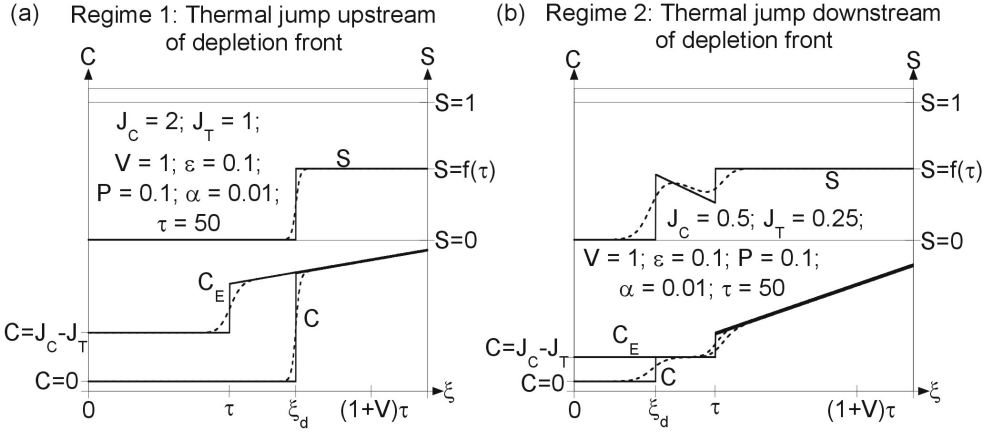 (a) Regime 1: Thermal jump upstream
of depletion front
C
S
S=1
J_C = 2; J_T = 1;
V = 1; ε = 0.1;
P = 0.1; α = 0.01;
τ = 50
S
S=f(τ)
S=0
C_E
C
C=J_C-J_T
C=0
0
τ
ξ_d
(1+V)τ
ξ
(b) Regime 2: Thermal jump downstream
of depletion front
C
S
S=1
S=f(τ)
S
J_C = 0.5; J_T = 0.25;
S=0
V = 1; ε = 0.1; P = 0.1;
α = 0.01; τ = 50
C_E
C=J_C-J_T
C
C=0
0
ξ_d
τ
(1+V)τ
ξ